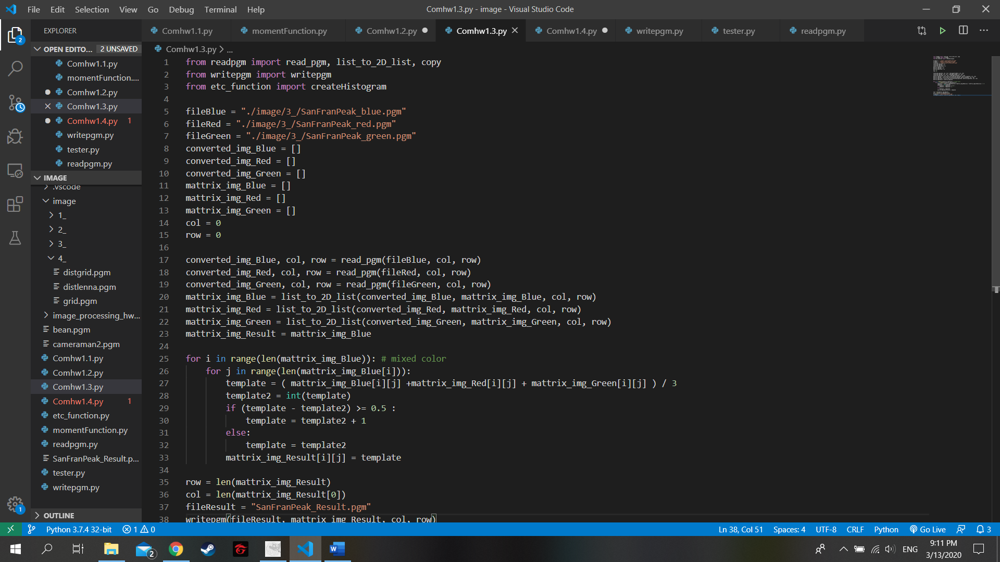 File Edit Selection View Go Debug Terminal Help
Comhw1.3.py - image - Visual Studio Code
EXPLORER
Comhw1.1.py momentFunction.py Comhw1.2.py Comhw1.3.py Comhw1.4.py writepgm.py tester.py readpgm.py
OPEN EDITO... 2 UNSAVED
Comhw1.1.py
momentFunction....
Comhw1.2.py
Comhw1.3.py
Comhw1.4.py 1
writepgm.py
tester.py
readpgm.py
IMAGE
.vscode
image
1_
2_
3_
4_
distgrid.pgm
distlenna.pgm
grid.pgm
image_processing_hw...
bean.pgm
cameraman2.pgm
Comhw1.1.py
Comhw1.2.py
Comhw1.3.py
Comhw1.4.py 1
etc_function.py
momentFunction.py
readpgm.py
SanFranPeak_Result.p...
tester.py
writepgm.py
OUTLINE
2
1
Comhw1.3.py > ...
1 from readpgm import read_pgm, list_to_2D_list, copy
2 from writepgm import writepgm
3 from etc_function import createHistogram
4
5 fileBlue = "./image/3_/SanFranPeak_blue.pgm"
6 fileRed = "./image/3_/SanFranPeak_red.pgm"
7 fileGreen = "./image/3_/SanFranPeak_green.pgm"
8 converted_img_Blue = []
9 converted_img_Red = []
10 converted_img_Green = []
11 mattrix_img_Blue = []
12 mattrix_img_Red = []
13 mattrix_img_Green = []
14 col = 0
15 row = 0
16
17 converted_img_Blue, col, row = read_pgm(fileBlue, col, row)
18 converted_img_Red, col, row = read_pgm(fileRed, col, row)
19 converted_img_Green, col, row = read_pgm(fileGreen, col, row)
20 mattrix_img_Blue = list_to_2D_list(converted_img_Blue, mattrix_img_Blue, col, row)
21 mattrix_img_Red = list_to_2D_list(converted_img_Red, mattrix_img_Red, col, row)
22 mattrix_img_Green = list_to_2D_list(converted_img_Green, mattrix_img_Green, col, row)
23 mattrix_img_Result = mattrix_img_Blue
24
25 for i in range(len(mattrix_img_Blue)): # mixed color
26 for j in range(len(mattrix_img_Blue[i])):
27 template = ( mattrix_img_Blue[i][j] +mattrix_img_Red[i][j] + mattrix_img_Green[i][j] ) / 3
28 template2 = int(template)
29 if (template - template2) >= 0.5 :
30 template = template2 + 1
31 else:
32 template = template2
33 mattrix_img_Result[i][j] = template
34
35 row = len(mattrix_img_Result)
36 col = len(mattrix_img_Result[0])
37 fileResult = "SanFranPeak_Result.pgm"
38 writepgm(fileResult, mattrix_img_Result, col, row)
Python 3.7.4 32-bit 1 0 Ln 38, Col 51 Spaces: 4 UTF-8 CRLF Python Go Live 3
2 W ENG 9:11 PM
3/13/2020